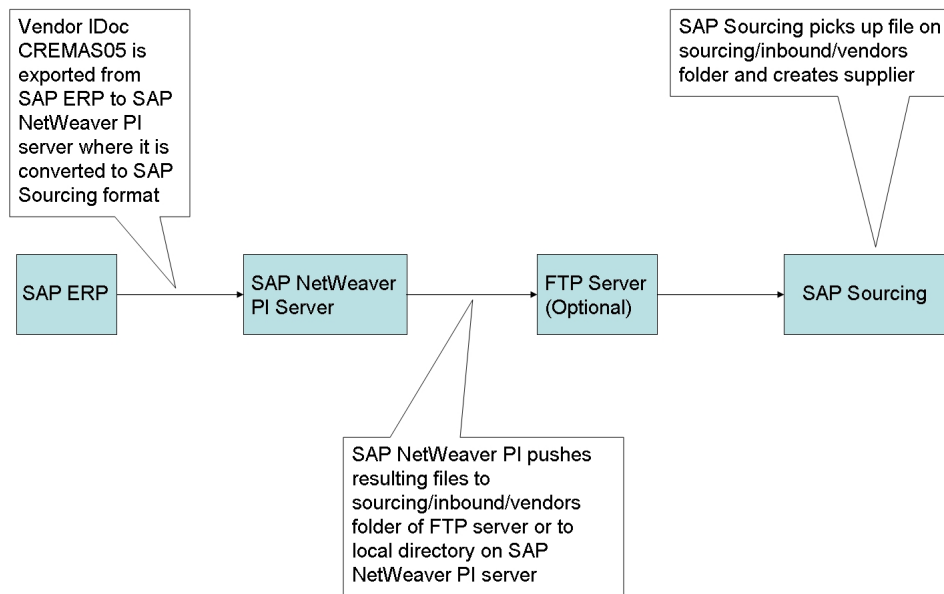 Vendor IDoc
CREMAS05 is
exported from
SAP ERP to SAP
NetWeaver PI
server where it is
converted to SAP
Sourcing format
SAP Sourcing picks up file on
sourcing/inbound/vendors
folder and creates supplier
SAP ERP
SAP NetWeaver
PI Server
FTP Server
(Optional)
SAP Sourcing
SAP NetWeaver PI pushes
resulting files to
sourcing/inbound/vendors
folder of FTP server or to
local directory on SAP
NetWeaver PI server